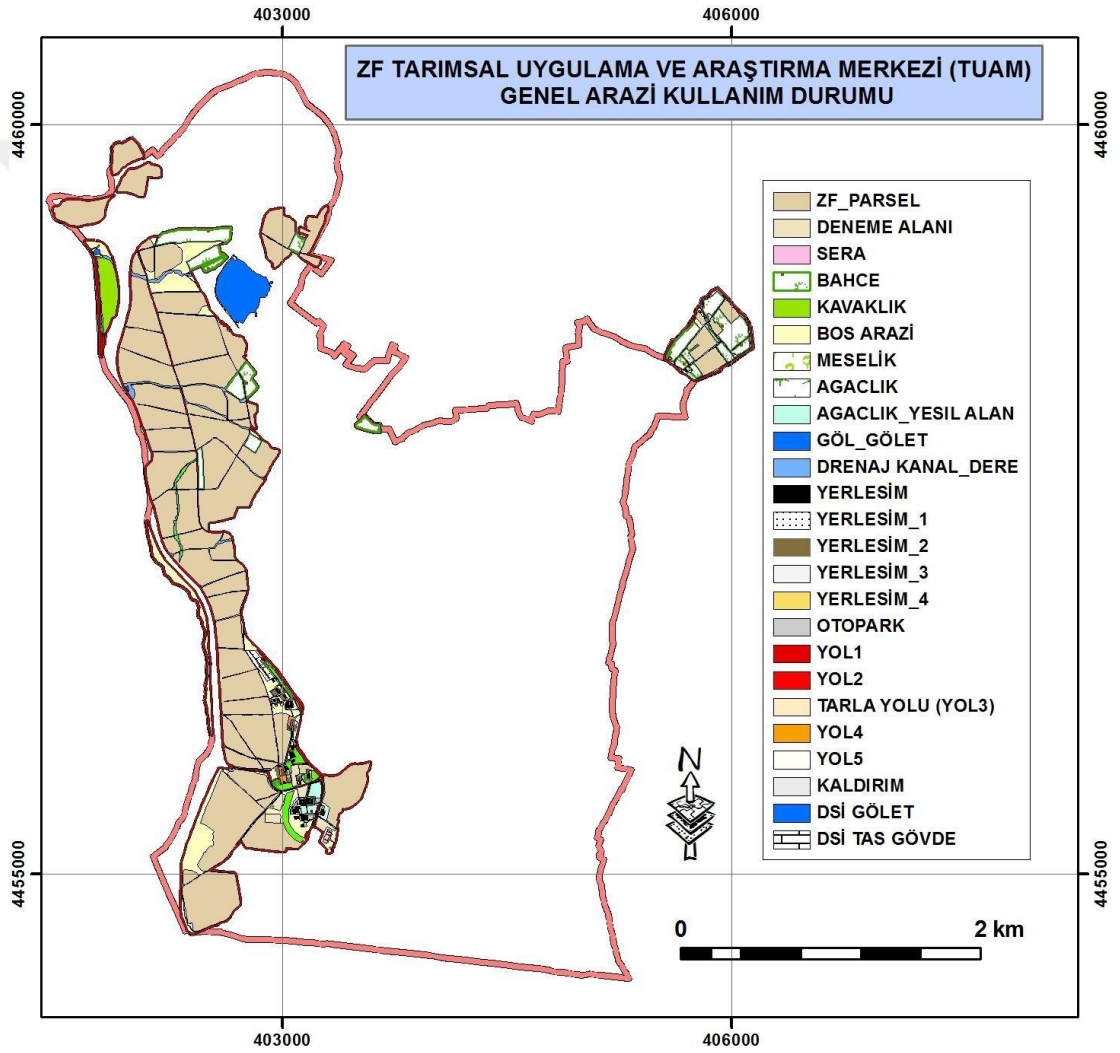 403000
406000
ZF TARIMSAL UYGULAMA VE ARAŞTIRMA MERKEZİ (TUAM)
GENEL ARAZİ KULLANIM DURUMU
4460000
4460000
ZF_PARSEL
DENEME ALANI
SERA
BAHCE
KAVAKLIK
BOS ARAZİ
MESELİK
AGACLIK
AGACLIK_YESIL ALAN
GÖL_GÖLET
DRENAJ KANAL_DERE
YERLESİM
YERLESİM_1
YERLESİM_2
YERLESİM_3
YERLESİM_4
OTOPARK
YOL1
YOL2
TARLA YOLU (YOL3)
YOL4
YOL5
KALDIRIM
DSİ GÖLET
DSİ TAS GÖVDE
N
4455000
4455000
0 2 km
403000
406000